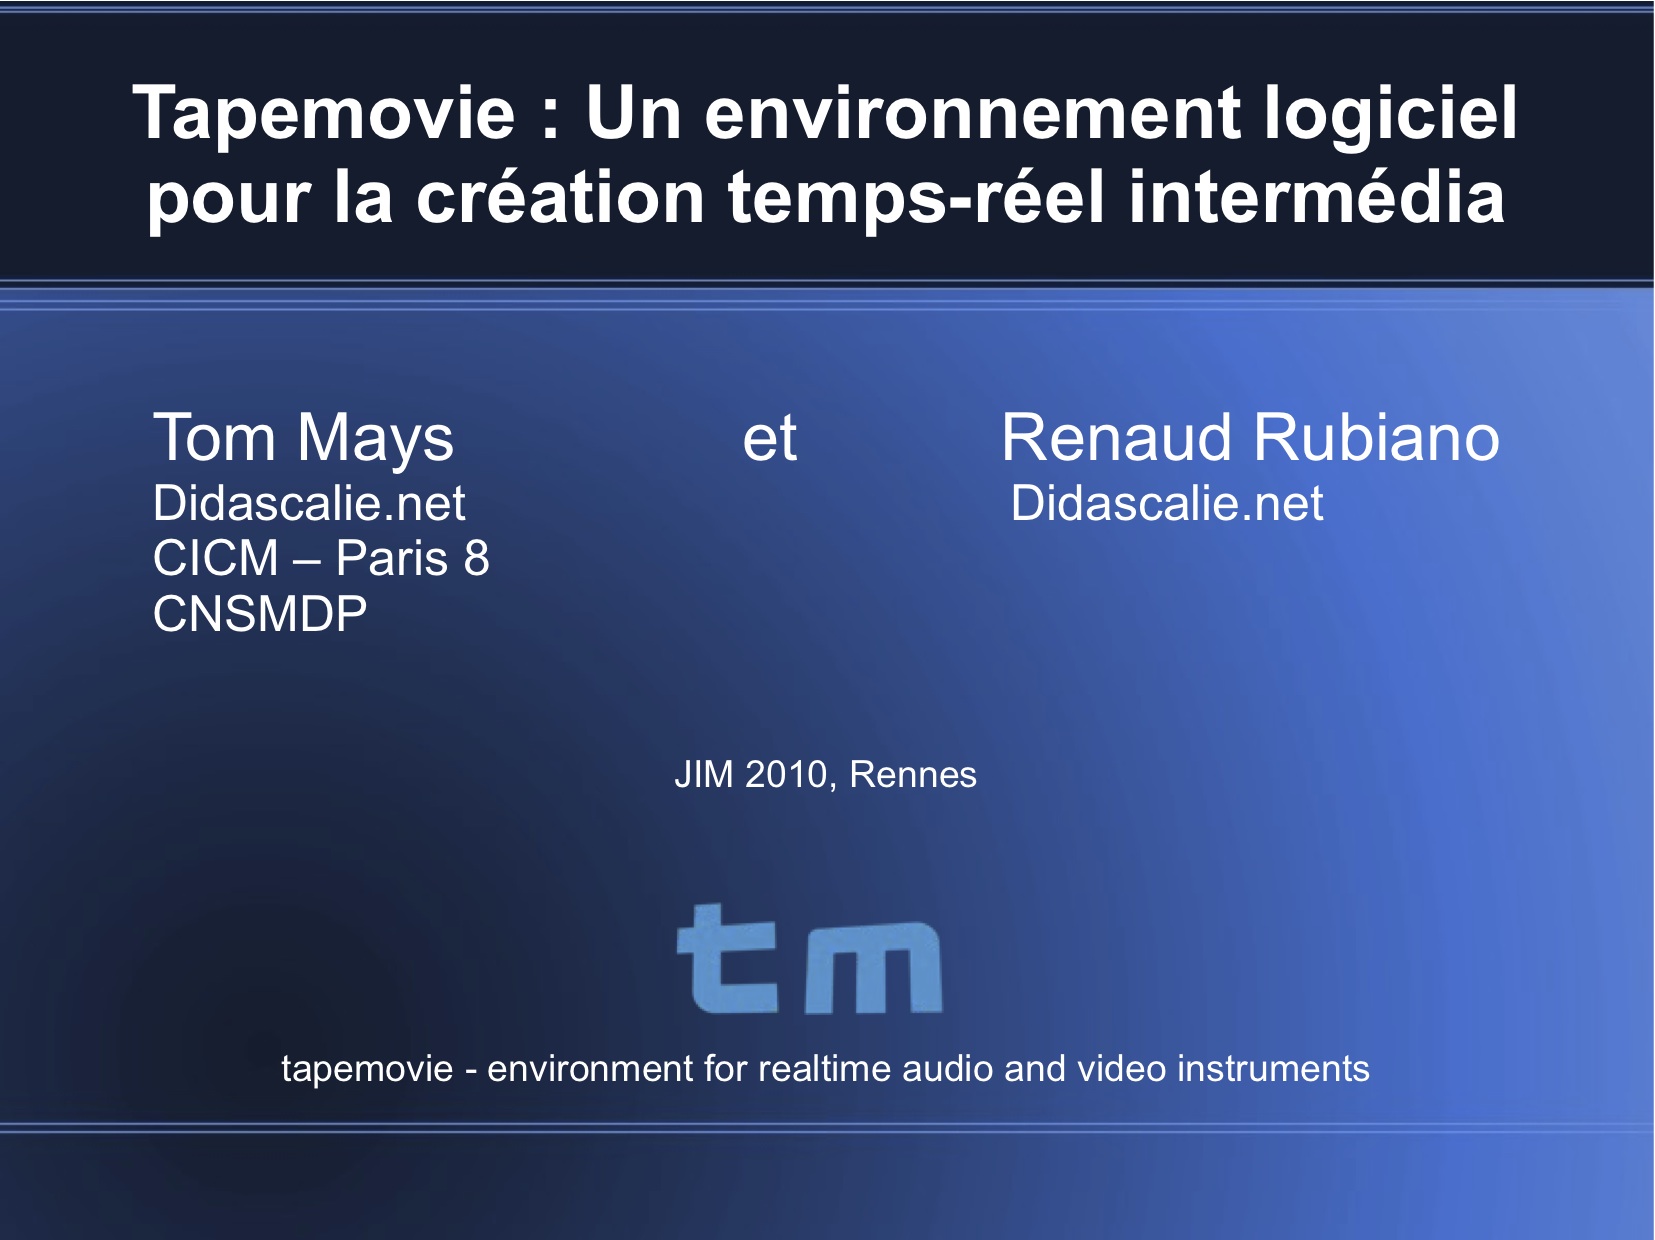 Tapemovie : Un environnement logiciel
pour la création temps-réel intermédia
Tom Mays et Renaud Rubiano
Didascalie.net Didascalie.net
CICM – Paris 8
CNSMDP
JIM 2010, Rennes
tm
tapemovie - environment for realtime audio and video instruments